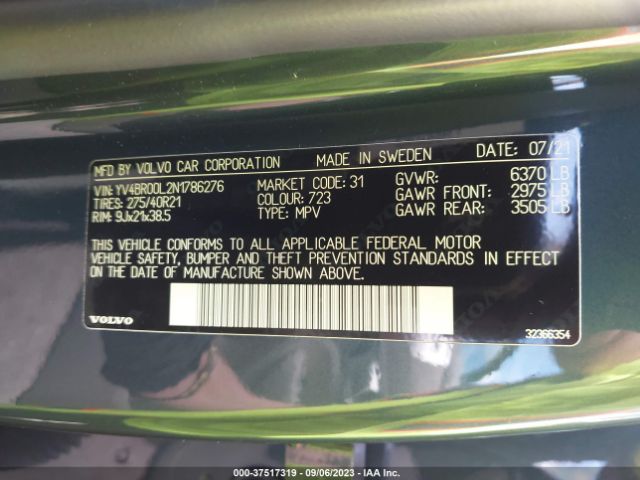 MFD BY VOLVO CAR CORPORATION MADE IN SWEDEN DATE: 07/21
VIN: YV4BR00L2N1786276 MARKET CODE: 31 GVWR: 6370 LB
TIRES: 275/40R21 COLOUR: 723 GAWR FRONT: 2975 LB
RIM: 9Jx21x38.5 TYPE: MPV GAWR REAR: 3505 LB
THIS VEHICLE CONFORMS TO ALL APPLICABLE FEDERAL MOTOR
VEHICLE SAFETY, BUMPER AND THEFT PREVENTION STANDARDS IN EFFECT
ON THE DATE OF MANUFACTURE SHOWN ABOVE.
VOLVO 32366354
000-37517319 - 09/06/2023 - IAA Inc.